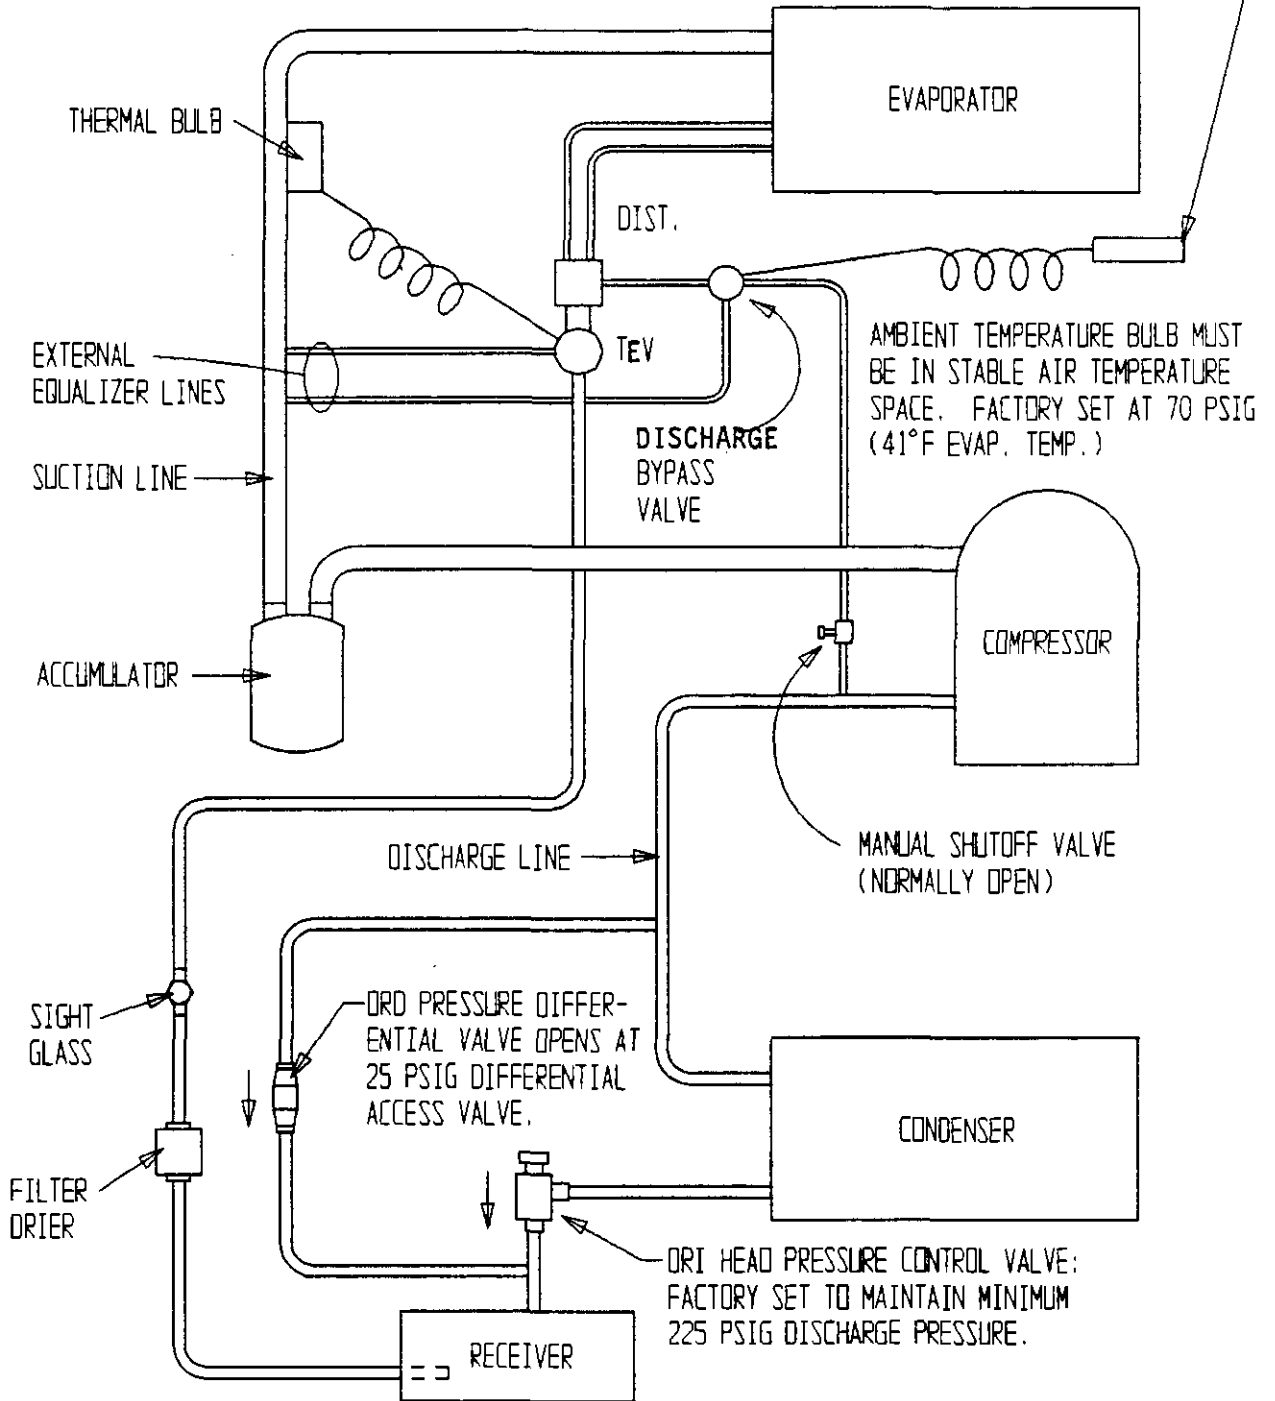 EVAPORATOR
THERMAL BULB
DIST.
TEV
EXTERNAL
EQUALIZER LINES
AMBIENT TEMPERATURE BULB MUST
BE IN STABLE AIR TEMPERATURE
SPACE. FACTORY SET AT 70 PSIG
(41°F EVAP. TEMP.)
DISCHARGE
BYPASS
VALVE
SUCTION LINE
COMPRESSOR
ACCUMULATOR
MANUAL SHUTOFF VALVE
(NORMALLY OPEN)
DISCHARGE LINE
SIGHT
GLASS
ORD PRESSURE DIFFER-
ENTIAL VALVE OPENS AT
25 PSIG DIFFERENTIAL
ACCESS VALVE.
CONDENSER
FILTER
DRIER
ORI HEAD PRESSURE CONTROL VALVE:
FACTORY SET TO MAINTAIN MINIMUM
225 PSIG DISCHARGE PRESSURE.
RECEIVER